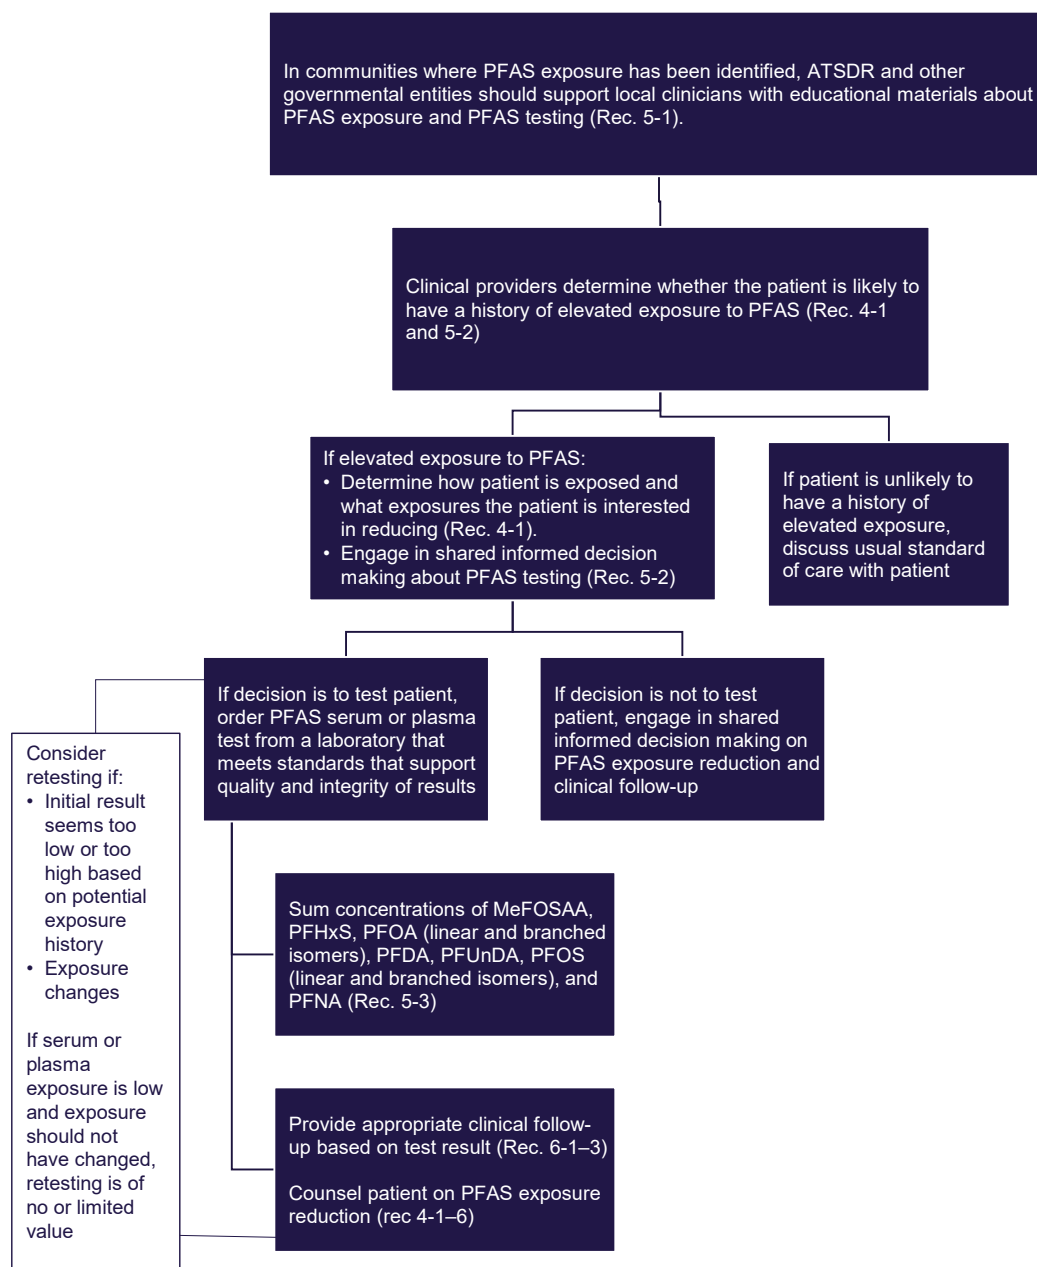 In communities where PFAS exposure has been identified, ATSDR and other
governmental entities should support local clinicians with educational materials about
PFAS exposure and PFAS testing (Rec. 5-1).
Clinical providers determine whether the patient is likely to
have a history of elevated exposure to PFAS (Rec. 4-1
and 5-2)
If elevated exposure to PFAS:
• Determine how patient is exposed and
what exposures the patient is interested
in reducing (Rec. 4-1).
• Engage in shared informed decision
making about PFAS testing (Rec. 5-2)
If patient is unlikely to
have a history of
elevated exposure,
discuss usual standard
of care with patient
If decision is to test patient,
order PFAS serum or plasma
test from a laboratory that
meets standards that support
quality and integrity of results
If decision is not to test
patient, engage in shared
informed decision making on
PFAS exposure reduction and
clinical follow-up
Consider
retesting if:
• Initial result
seems too
low or too
high based
on potential
exposure
history
• Exposure
changes
If serum or
plasma
exposure is low
and exposure
should not
have changed,
retesting is of
no or limited
value
Sum concentrations of MeFOSAA,
PFHxS, PFOA (linear and branched
isomers), PFDA, PFUnDA, PFOS
(linear and branched isomers), and
PFNA (Rec. 5-3)
Provide appropriate clinical follow-
up based on test result (Rec. 6-1–3)
Counsel patient on PFAS exposure
reduction (rec 4-1–6)